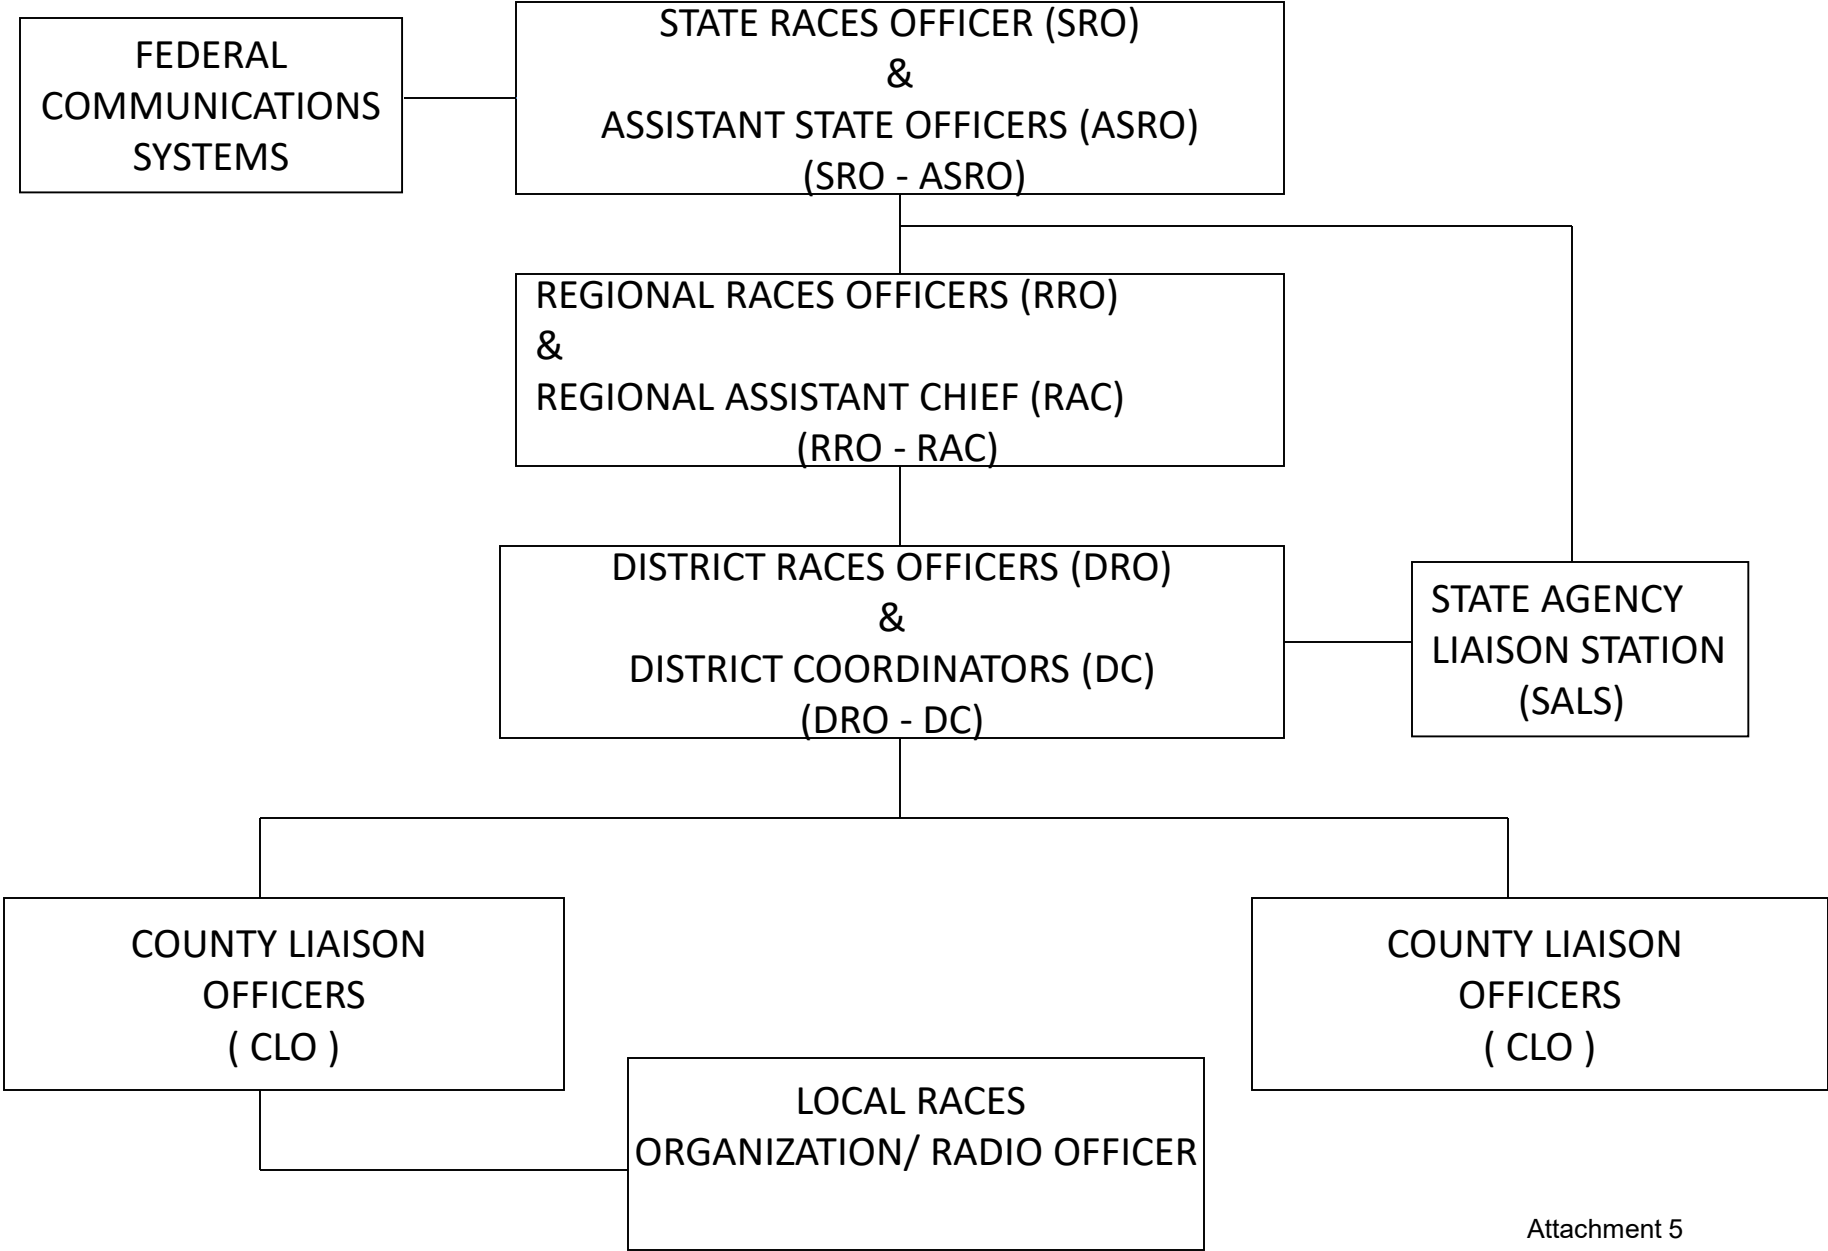 FEDERAL
COMMUNICATIONS
SYSTEMS
STATE RACES OFFICER (SRO)
&
ASSISTANT STATE OFFICERS (ASRO)
(SRO - ASRO)
REGIONAL RACES OFFICERS (RRO)
&
REGIONAL ASSISTANT CHIEF (RAC)
(RRO - RAC)
DISTRICT RACES OFFICERS (DRO)
&
DISTRICT COORDINATORS (DC)
(DRO - DC)
STATE AGENCY
LIAISON STATION
(SALS)
COUNTY LIAISON
OFFICERS
( CLO )
COUNTY LIAISON
OFFICERS
( CLO )
LOCAL RACES
ORGANIZATION/ RADIO OFFICER
Attachment 5